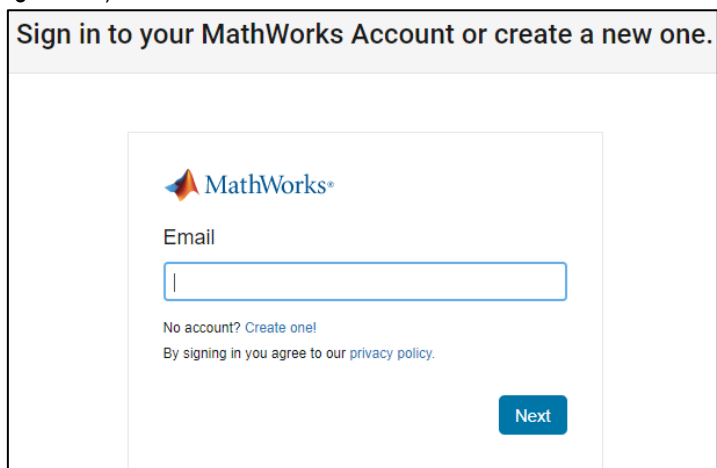 Sign in to your MathWorks Account or create a new one.
MathWorks®
Email
No account? Create one!
By signing in you agree to our privacy policy.
Next